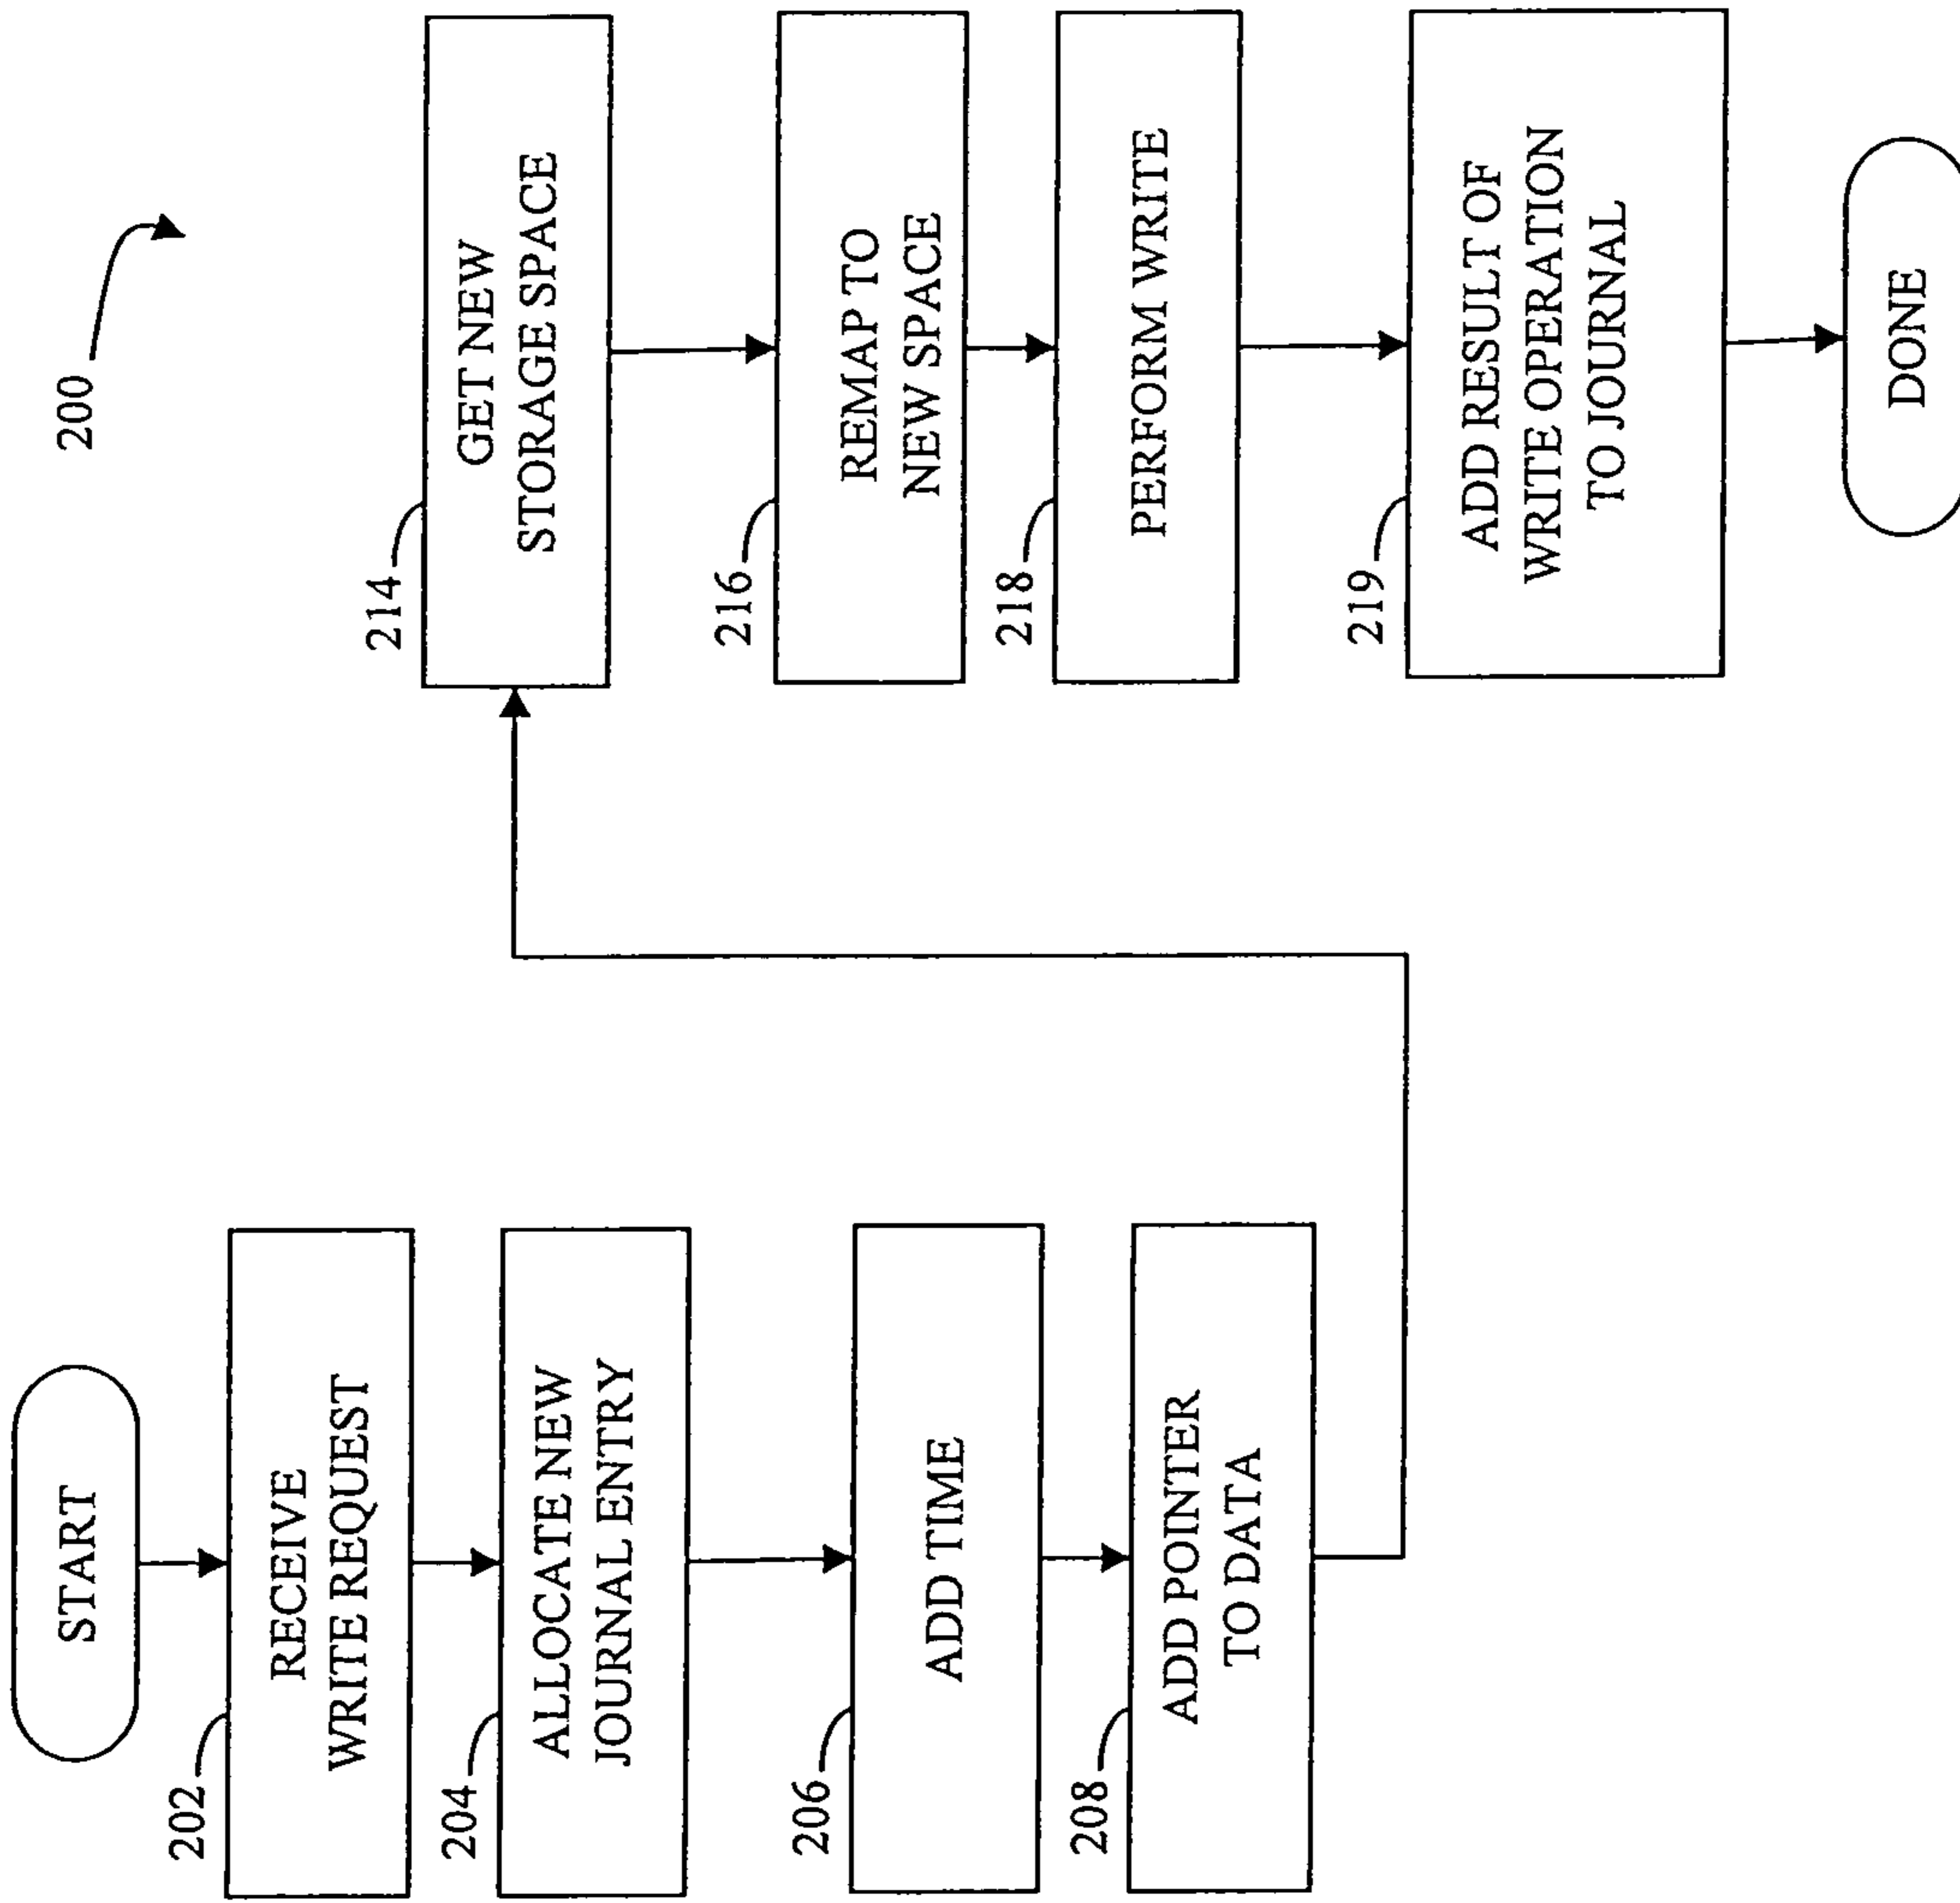 200
START
202
RECEIVE
WRITE REQUEST
204
ALLOCATE NEW
JOURNAL ENTRY
206
ADD TIME
208
ADD POINTER
TO DATA
214
GET NEW
STORAGE SPACE
216
REMAP TO
NEW SPACE
218
PERFORM WRITE
219
ADD RESULT OF
WRITE OPERATION
TO JOURNAL
DONE